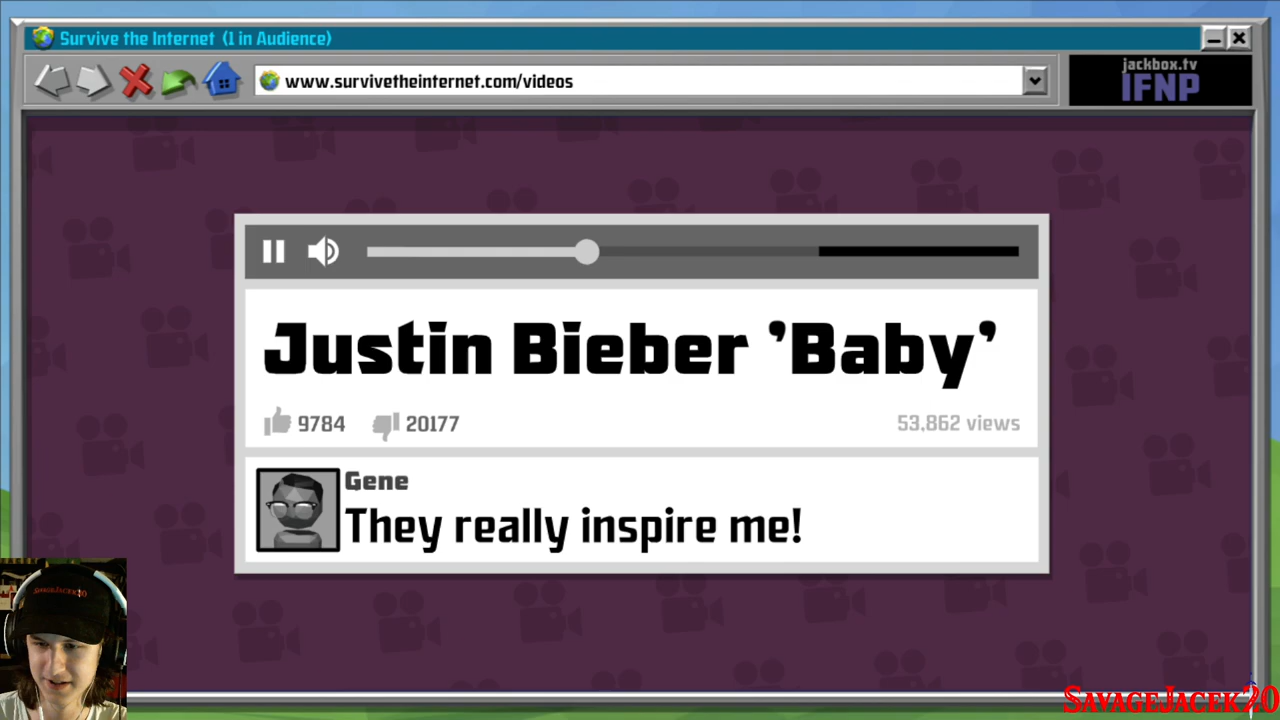 Survive the Internet (1 in Audience)
www.survivetheinternet.com/videos
jackbox.tv
IFNP
Justin Bieber 'Baby'
9784 20177 53,862 views
Gene
They really inspire me!
SavageJacek20
SavageJacek20